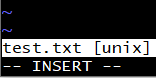 ~
~
test.txt [unix]
-- INSERT --